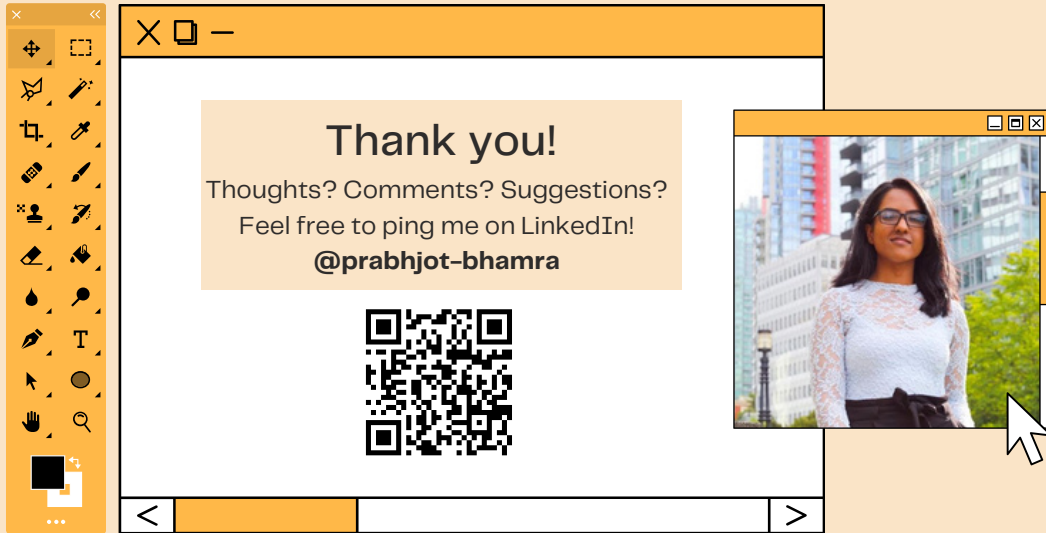 Thank you!
Thoughts? Comments? Suggestions?
Feel free to ping me on LinkedIn!
@prabhjot-bhamra